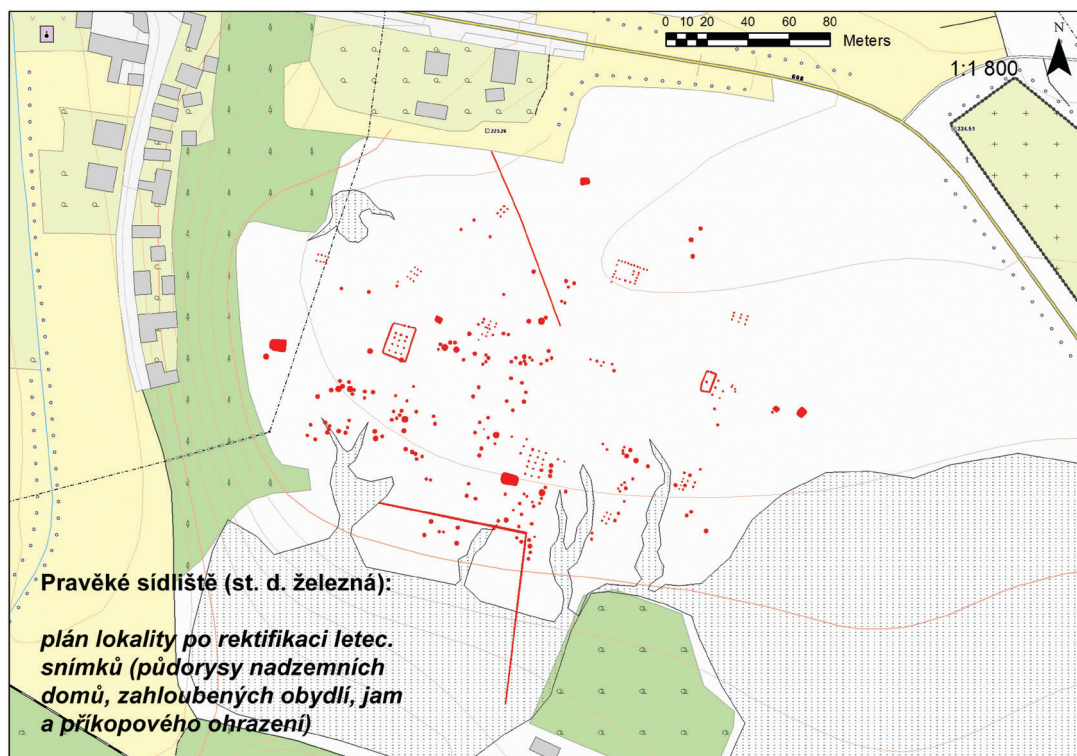 0 10 20 40 60 80
Meters
N
1:1 800
223.26
224.51
Pravěké sídliště (st. d. železná):
plán lokality po rektifikaci letec.
snímků (půdorysy nadzemních
domů, zahloubených obydlí, jam
a příkopového ohrazení)